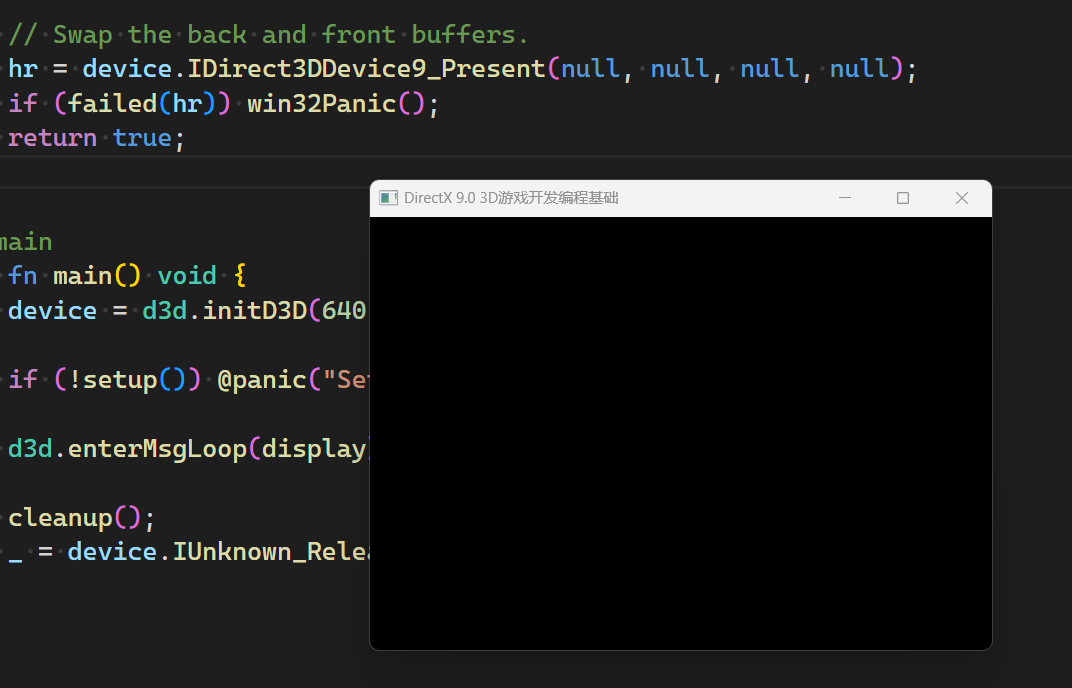 // Swap the back and front buffers.
hr = device.IDirect3DDevice9_Present(null, null, null, null);
if (failed(hr)) win32Panic();
return true;
DirectX 9.0 3D游戏开发编程基础
main
fn main() void {
device = d3d.initD3D(640
if (!setup()) @panic("Set
d3d.enterMsgLoop(display)
cleanup();
_ = device.IUnknown_Relea